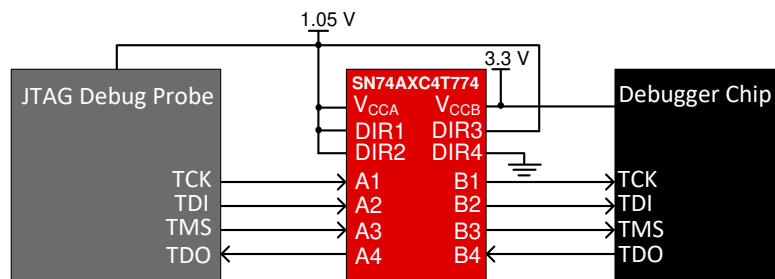 1.05 V
3.3 V
JTAG Debug Probe
SN74AXC4T774
Debugger Chip
VCCA VCCB
DIR1 DIR3
DIR2 DIR4
TCK A1 B1 TCK
TDI A2 B2 TDI
TMS A3 B3 TMS
TDO A4 B4 TDO